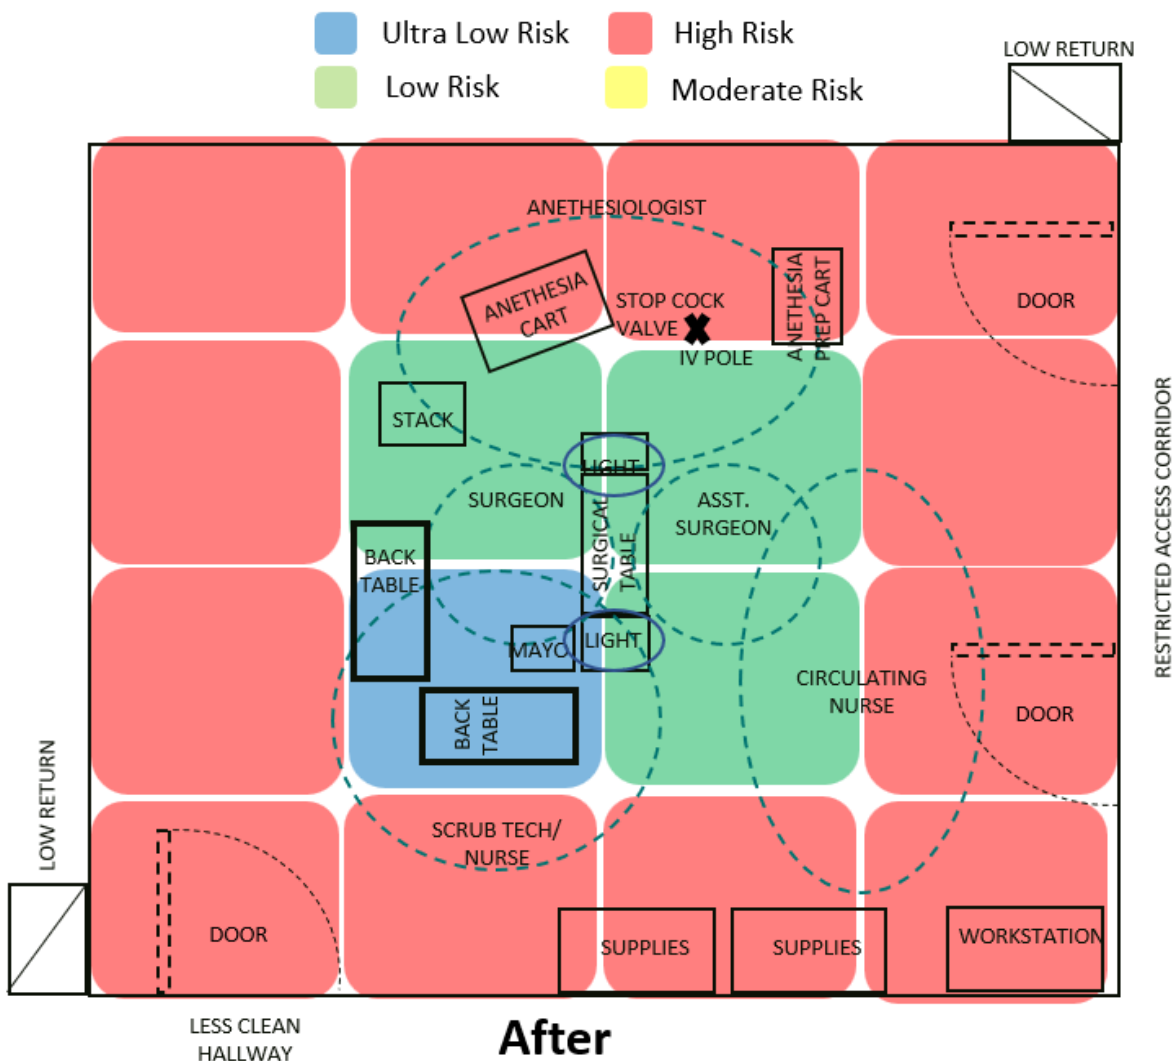 Ultra Low Risk
High Risk
Low Risk
Moderate Risk
LOW RETURN
ANETHESIOLOGIST
ANETHESIA
CART
STOP COCK
VALVE
IV POLE
ANETHESIA
PREP CART
DOOR
STACK
LIGHT
SURGEON
ASST.
SURGEON
SURGICAL
TABLE
BACK
TABLE
RESTRICTED ACCESS CORRIDOR
MAYO
LIGHT
CIRCULATING
NURSE
DOOR
BACK
TABLE
LOW RETURN
SCRUB TECH/
NURSE
DOOR
SUPPLIES
SUPPLIES
WORKSTATION
LESS CLEAN
HALLWAY
After